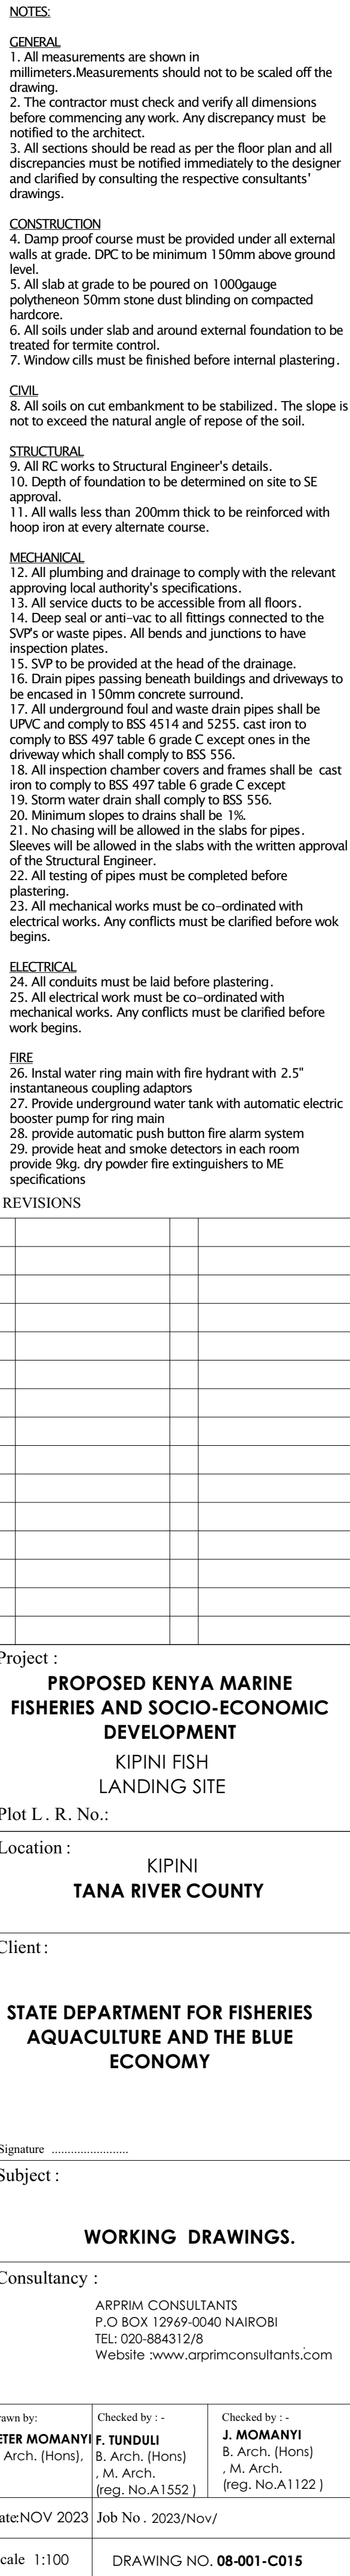 NOTES:
GENERAL
1. All measurements are shown in
millimeters.Measurements should not to be scaled off the
drawing.
2. The contractor must check and verify all dimensions
before commencing any work. Any discrepancy must be
notified to the architect.
3. All sections should be read as per the floor plan and all
discrepancies must be notified immediately to the designer
and clarified by consulting the respective consultants'
drawings.
CONSTRUCTION
4. Damp proof course must be provided under all external
walls at grade. DPC to be minimum 150mm above ground
level.
5. All slab at grade to be poured on 1000gauge
polytheneon 50mm stone dust blinding on compacted
hardcore.
6. All soils under slab and around external foundation to be
treated for termite control.
7. Window cills must be finished before internal plastering.
CIVIL
8. All soils on cut embankment to be stabilized. The slope is
not to exceed the natural angle of repose of the soil.
STRUCTURAL
9. All RC works to Structural Engineer's details.
10. Depth of foundation to be determined on site to SE
approval.
11. All walls less than 200mm thick to be reinforced with
hoop iron at every alternate course.
MECHANICAL
12. All plumbing and drainage to comply with the relevant
approving local authority's specifications.
13. All service ducts to be accessible from all floors.
14. Deep seal or anti-vac to all fittings connected to the
SVP's or waste pipes. All bends and junctions to have
inspection plates.
15. SVP to be provided at the head of the drainage.
16. Drain pipes passing beneath buildings and driveways to
be encased in 150mm concrete surround.
17. All underground foul and waste drain pipes shall be
UPVC and comply to BSS 4514 and 5255. cast iron to
comply to BSS 497 table 6 grade C except ones in the
driveway which shall comply to BSS 556.
18. All inspection chamber covers and frames shall be cast
iron to comply to BSS 497 table 6 grade C except
19. Storm water drain shall comply to BSS 556.
20. Minimum slopes to drains shall be 1%.
21. No chasing will be allowed in the slabs for pipes.
Sleeves will be allowed in the slabs with the written approval
of the Structural Engineer.
22. All testing of pipes must be completed before
plastering.
23. All mechanical works must be co-ordinated with
electrical works. Any conflicts must be clarified before wok
begins.
ELECTRICAL
24. All conduits must be laid before plastering.
25. All electrical work must be co-ordinated with
mechanical works. Any conflicts must be clarified before
work begins.
FIRE
26. Instal water ring main with fire hydrant with 2.5"
instantaneous coupling adaptors
27. Provide underground water tank with automatic electric
booster pump for ring main
28. provide automatic push button fire alarm system
29. provide heat and smoke detectors in each room
provide 9kg. dry powder fire extinguishers to ME
specifications
REVISIONS
Project :
PROPOSED KENYA MARINE
FISHERIES AND SOCIO-ECONOMIC
DEVELOPMENT
KIPINI FISH
LANDING SITE
Plot L . R. No.:
Location :
KIPINI
TANA RIVER COUNTY
Client :
STATE DEPARTMENT FOR FISHERIES
AQUACULTURE AND THE BLUE
ECONOMY
Signature ........................
Subject :
WORKING DRAWINGS.
Consultancy :
ARPRIM CONSULTANTS
P.O BOX 12969-0040 NAIROBI
TEL: 020-884312/8
Website :www.arprimconsultants.com
rawn by:
ETER MOMANYI
Arch. (Hons),
Checked by : -
F. TUNDULI
B. Arch. (Hons)
, M. Arch.
(reg. No.A1552 )
Checked by : -
J. MOMANYI
B. Arch. (Hons)
, M. Arch.
(reg. No.A1122 )
ate:NOV 2023 Job No . 2023/Nov/
cale 1:100 DRAWING NO. 08-001-C015